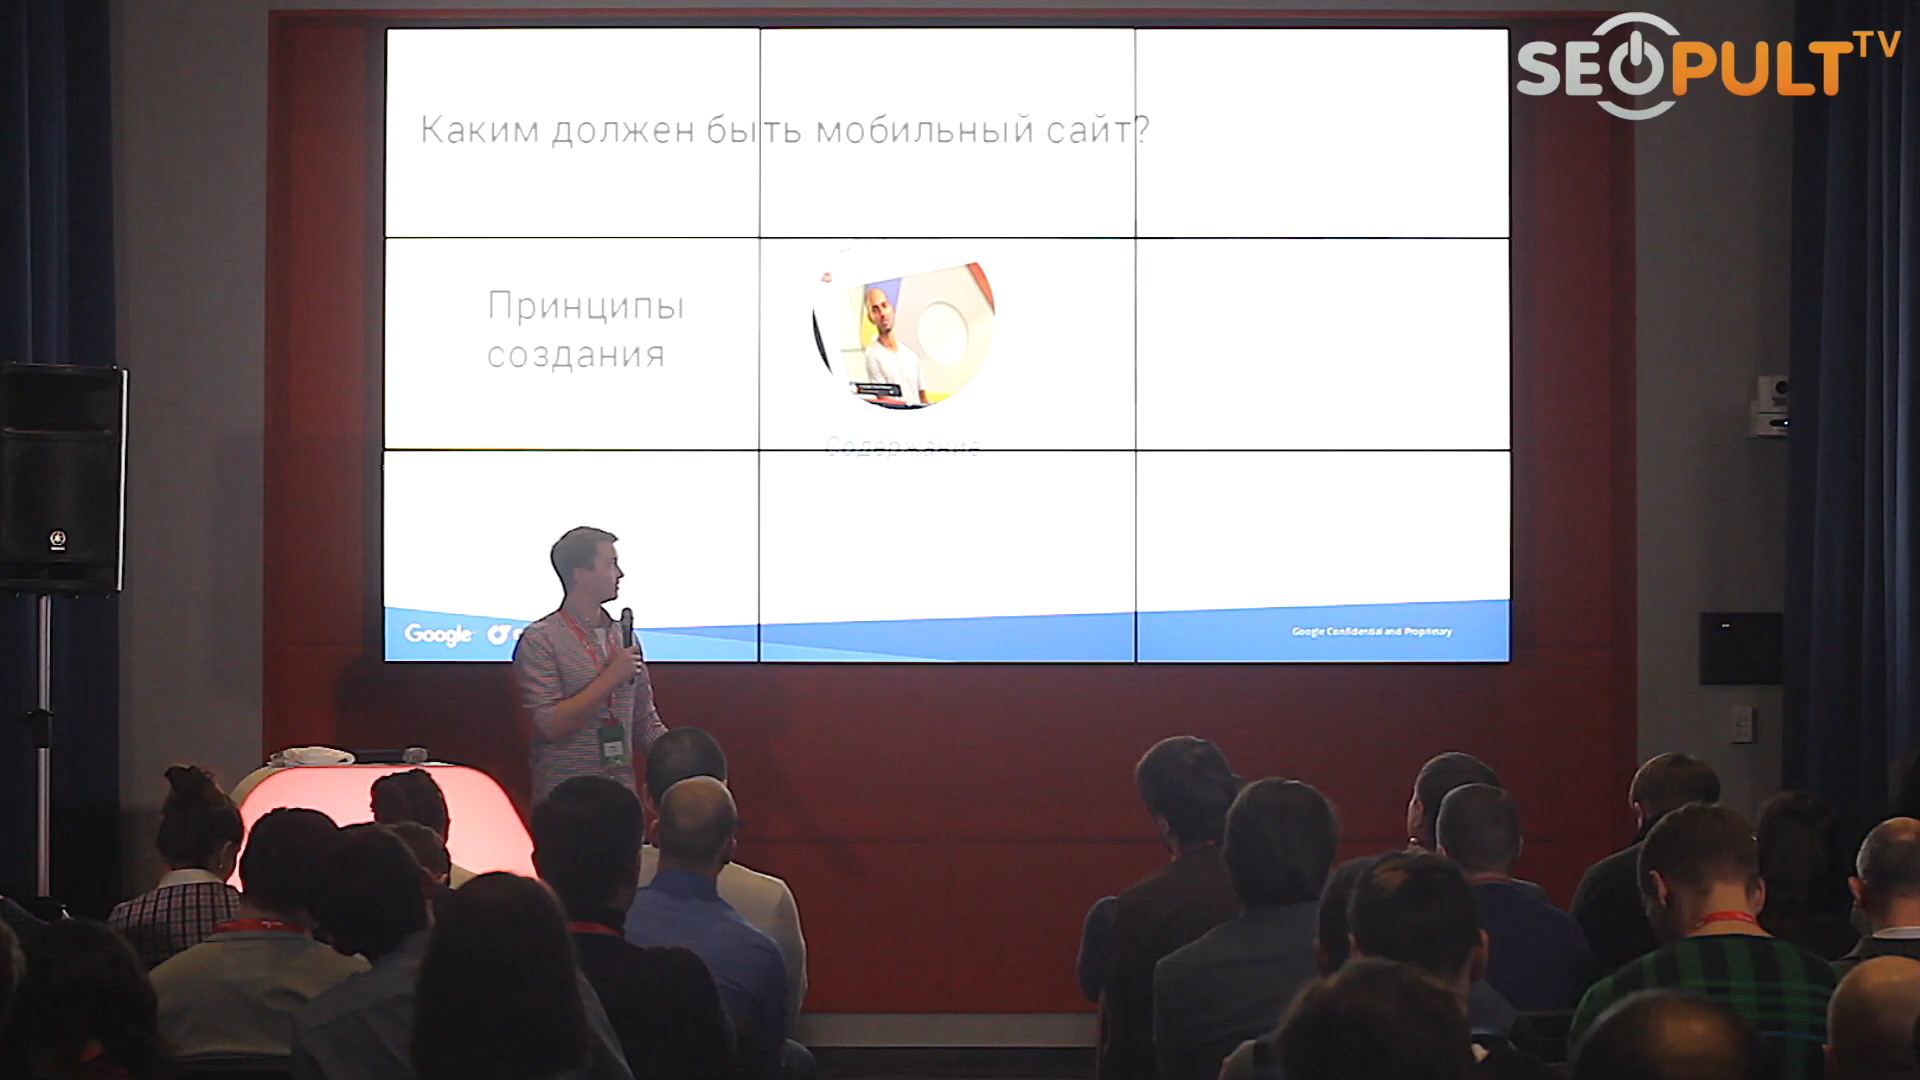 SEOPULT TV
Каким должен быть мобильный сайт?
Принципы
создания
Содержание
Google
Google Confidential and Proprietary